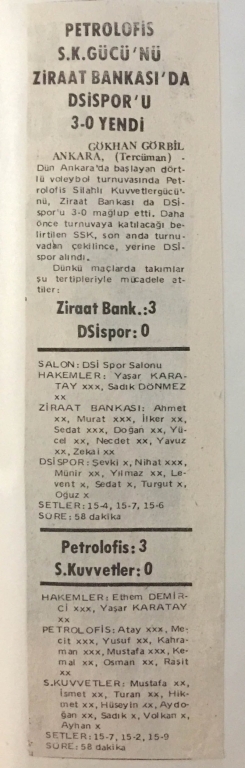 PETROLOFİS
S.K.GÜCÜ'NÜ
ZİRAAT BANKASI'DA
DSİSPOR'U
3-0 YENDİ
GÖKHAN GÖRBİL
ANKARA, (Tercüman) -
Dün Ankara'da başlayan dört-
lü voleybol turnuvasında Pet-
rolofis Silahlı Kuvvetlergücü'-
nü, Ziraat Bankası da DSİ-
spor'u 3-0 mağlup etti. Daha
önce turnuvaya katılacağı be-
lirtilen SSK, son anda turnu-
vadan çekilince, yerine DSİ-
spor alındı.
Dünkü maçlarda takımlar
şu tertipleriyle mücadele at-
tiler:
Ziraat Bank.:3
DSİspor: 0
SALON: DSİ Spor Salonu
HAKEMLER: Yaşar KARA-
TAY xxx, Sadık DÖNMEZ
xx
ZİRAAT BANKASI: Ahmet
xx, Murat xxx, İlker xx,
Sedat xxx, Doğan xx, Yü-
cel xx, Necdet xx, Yavuz
xx, Zekai xx
DSİSPOR: Şevki x, Nihat xxx,
Münir xx, Yılmaz xx, Le-
vent x, Sedat x, Turgut x,
Oğuz x
SETLER: 15-4, 15-7, 15-6
SÜRE: 58 dakika
Petrolofis: 3
S.Kuvvetler: 0
HAKEMLER: Ethem DEMİR-
Cİ xxx, Yaşar KARATAY
xx
PETROLOFİS: Atay xxx, Me-
cit xxx, Yusuf xx, Kahra-
man xxx, Mustafa xxx, Ke-
mal xx, Osman xx, Raşit
xx
S.KUVVETLER: Mustafa xx,
İsmet xx, Turan xx, Hik-
met xx, Hüseyin xx, Aydo-
ğan xx, Sadık x, Volkan x,
Ayhan x
SETLER: 15-7, 15-2, 15-9
SÜRE: 58 dakika